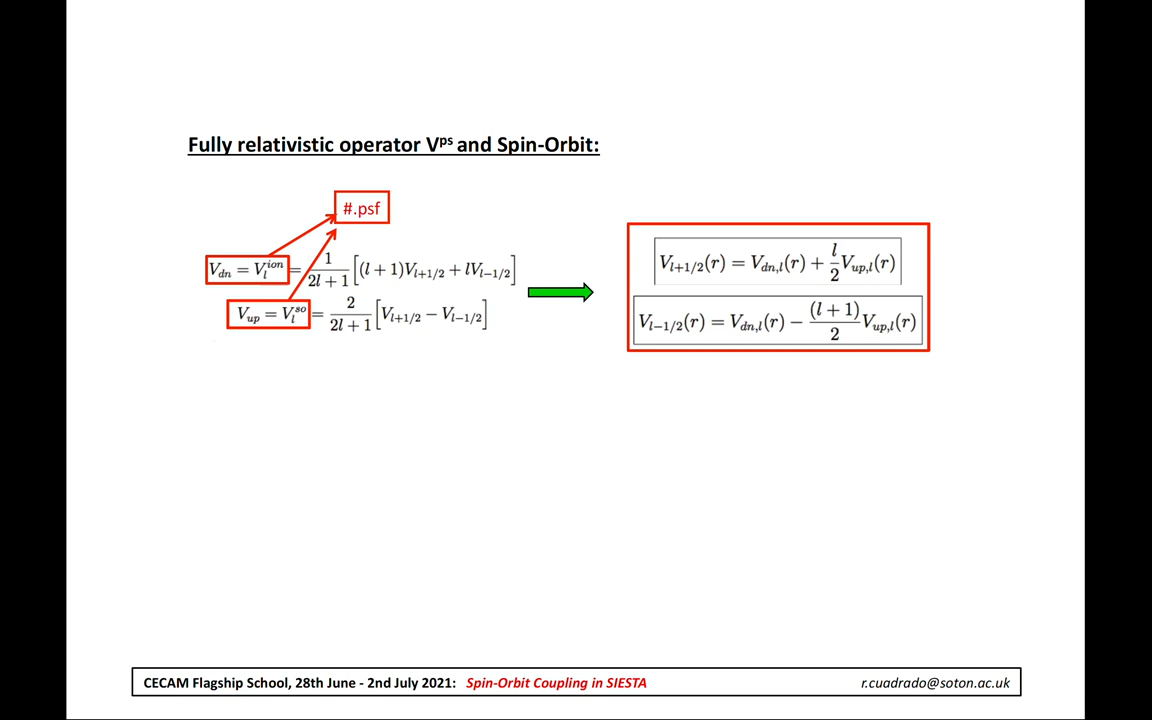 Fully relativistic operator V^ps and Spin-Orbit:
#.psf
V_dn = V_l^ion = 1/(2l + 1) [(l + 1)V_{l+1/2} + lV_{l−1/2}]
V_up = V_l^so = 2/(2l + 1) [V_{l+1/2} − V_{l−1/2}]
V_{l+1/2}(r) = V_{dn,l}(r) + l/2 V_{up,l}(r)
V_{l−1/2}(r) = V_{dn,l}(r) − (l + 1)/2 V_{up,l}(r)
CECAM Flagship School, 28th June - 2nd July 2021: Spin-Orbit Coupling in SIESTA r.cuadrado@soton.ac.uk